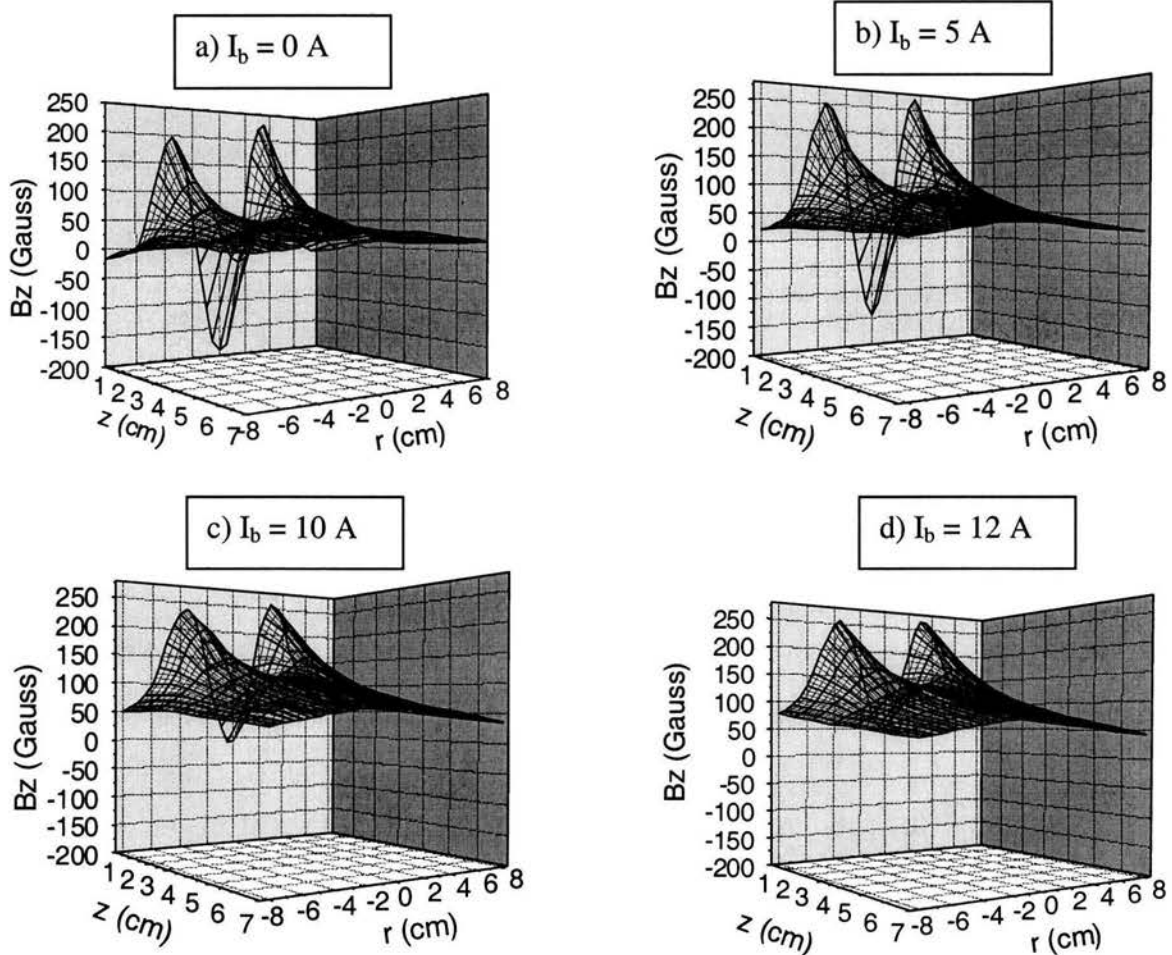 a) I_b = 0 A
250
200
150
100
50
0
-50
-100
-150
-200
Bz (Gauss)
1 2 3 4 5 6 7
z (cm)
-8 -6 -4 -2 0 2 4 6 8
r (cm)
b) I_b = 5 A
250
200
150
100
50
0
-50
-100
-150
-200
Bz (Gauss)
1 2 3 4 5 6 7
z (cm)
-8 -6 -4 -2 0 2 4 6 8
r (cm)
c) I_b = 10 A
250
200
150
100
50
0
-50
-100
-150
-200
Bz (Gauss)
1 2 3 4 5 6 7
z (cm)
-8 -6 -4 -2 0 2 4 6 8
r (cm)
d) I_b = 12 A
250
200
150
100
50
0
-50
-100
-150
-200
Bz (Gauss)
1 2 3 4 5 6 7
z (cm)
-8 -6 -4 -2 0 2 4 6 8
r (cm)